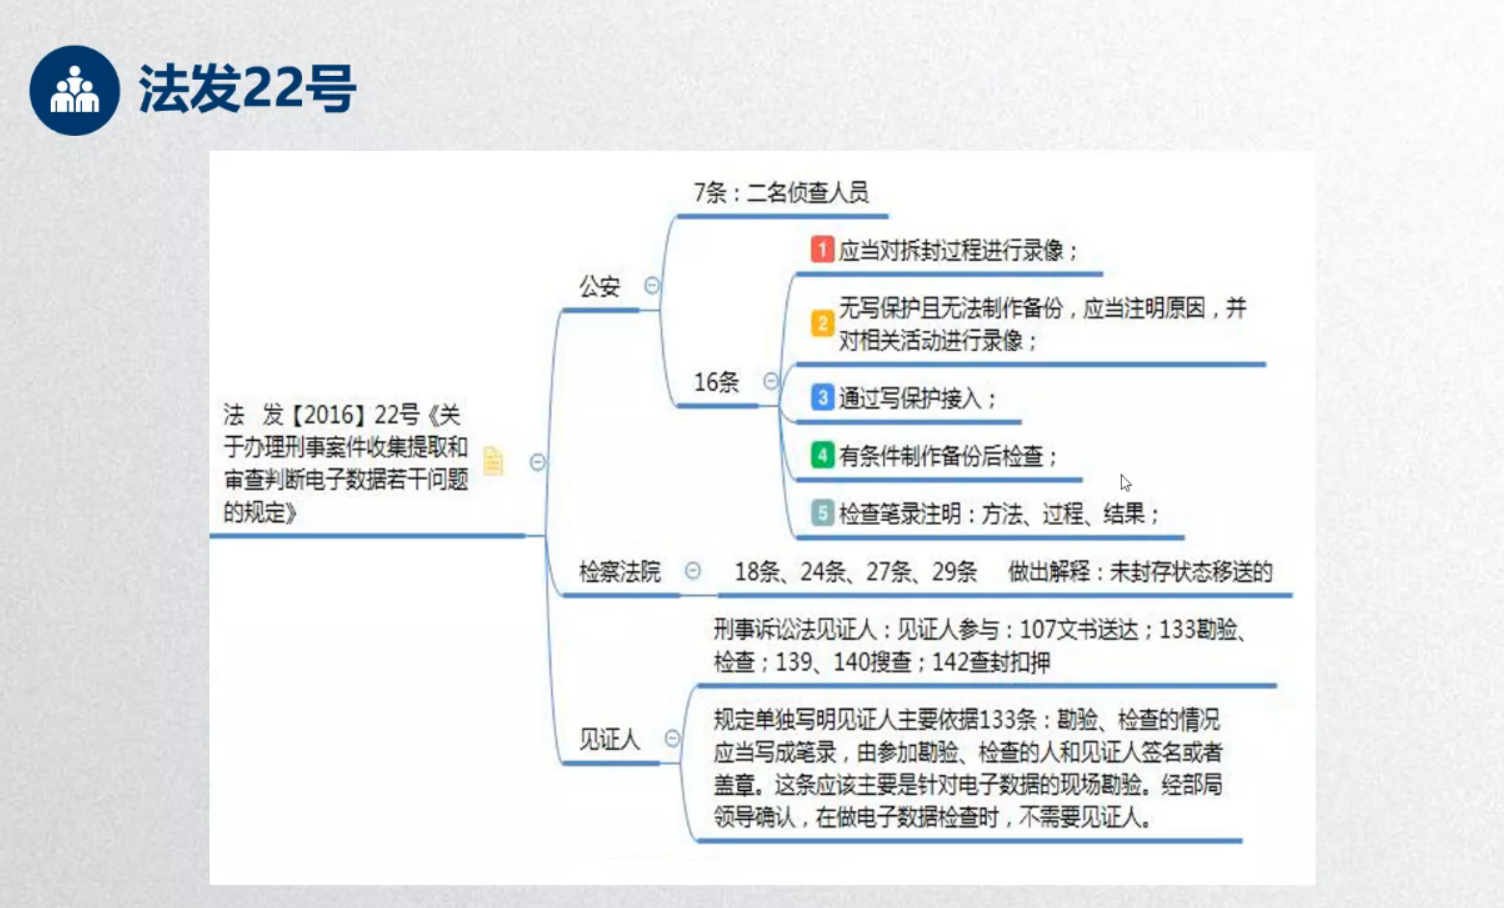 法发22号
7条：二名侦查人员
1 应当对拆封过程进行录像；
公安
2 无写保护且无法制作备份，应当注明原因，并
对相关活动进行录像；
16条
3 通过写保护接入；
法 发【2016】22号《关
于办理刑事案件收集提取和
审查判断电子数据若干问题
的规定》
4 有条件制作备份后检查；
5 检查笔录注明：方法、过程、结果；
检察法院
18条、24条、27条、29条 做出解释：未封存状态移送的
刑事诉讼法见证人：见证人参与：107文书送达；133勘验、
检查；139、140搜查；142查封扣押
见证人
规定单独写明见证人主要依据133条：勘验、检查的情况
应当写成笔录，由参加勘验、检查的人和见证人签名或者
盖章。这条应该主要是针对电子数据的现场勘验。经部局
领导确认，在做电子数据检查时，不需要见证人。